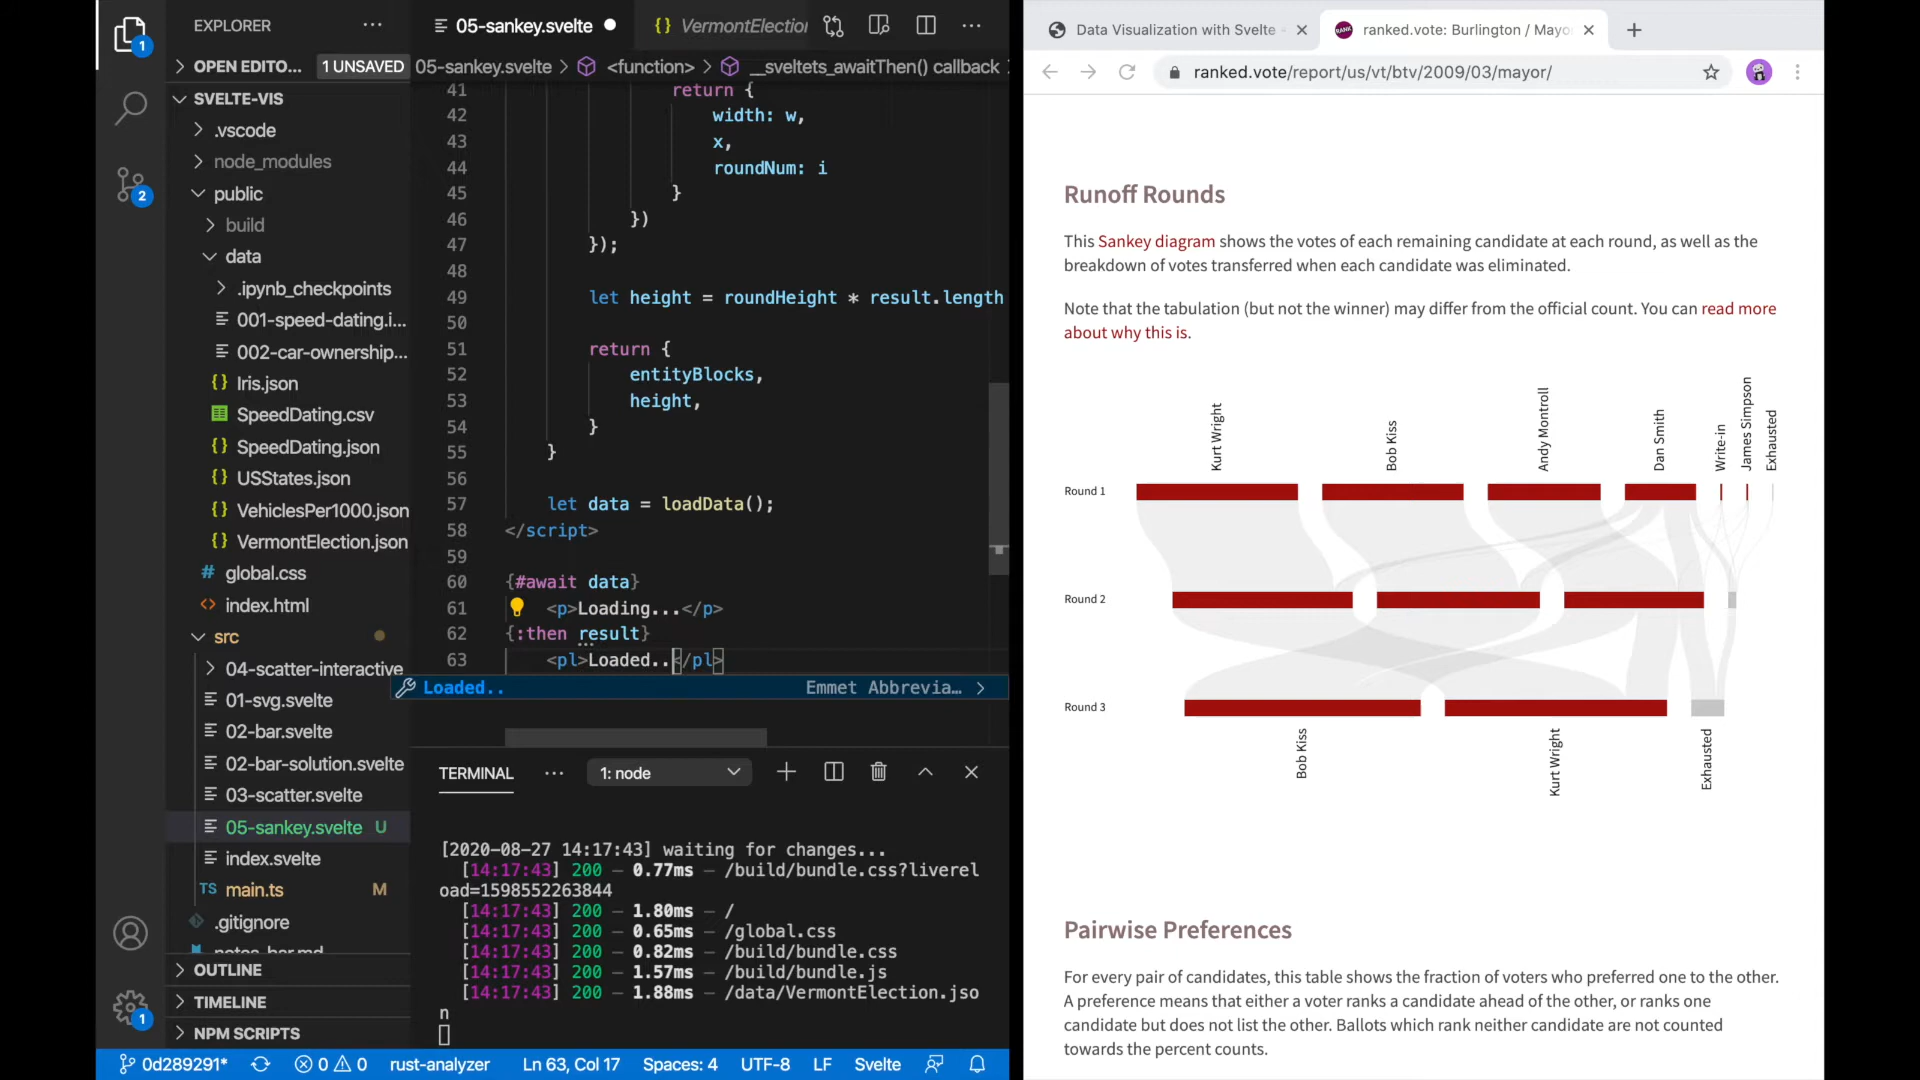 EXPLORER
OPEN EDITO... 1 UNSAVED
SVELTE-VIS
.vscode
node_modules
public
build
data
.ipynb_checkpoints
001-speed-dating.i...
002-car-ownership...
Iris.json
SpeedDating.csv
SpeedDating.json
USStates.json
VehiclesPer1000.json
VermontElection.json
global.css
index.html
src
04-scatter-interactive
01-svg.svelte
02-bar.svelte
02-bar-solution.svelte
03-scatter.svelte
05-sankey.svelte U
index.svelte
TS main.ts M
.gitignore
notes_bar.md
OUTLINE
TIMELINE
NPM SCRIPTS
1
2
1
05-sankey.svelte
VermontElection
05-sankey.svelte > <function> > __sveltets_awaitThen() callback
41 return {
42 width: w,
43 x,
44 roundNum: i
45 }
46 })
47 });
48
49 let height = roundHeight * result.length
50
51 return {
52 entityBlocks,
53 height,
54 }
55 }
56
57 let data = loadData();
58 </script>
59
60 {#await data}
61 <p>Loading...</p>
62 {:then result}
63 <pl>Loaded..</pl>
Loaded.. Emmet Abbrevia...
TERMINAL ... 1: node
[2020-08-27 14:17:43] waiting for changes...
[14:17:43] 200 — 0.77ms — /build/bundle.css?liverel
oad=1598552263844
[14:17:43] 200 — 1.80ms — /
[14:17:43] 200 — 0.65ms — /global.css
[14:17:43] 200 — 0.82ms — /build/bundle.css
[14:17:43] 200 — 1.57ms — /build/bundle.js
[14:17:43] 200 — 1.88ms — /data/VermontElection.jso
n
0d289291* 0 0 rust-analyzer Ln 63, Col 17 Spaces: 4 UTF-8 LF Svelte
Data Visualization with Svelte
RANK ranked.vote: Burlington / Mayo
ranked.vote/report/us/vt/btv/2009/03/mayor/
Runoff Rounds
This Sankey diagram shows the votes of each remaining candidate at each round, as well as the
breakdown of votes transferred when each candidate was eliminated.
Note that the tabulation (but not the winner) may differ from the official count. You can read more
about why this is.
Kurt Wright
Bob Kiss
Andy Montroll
Dan Smith
Write-in
James Simpson
Exhausted
Round 1
Round 2
Round 3
Bob Kiss
Kurt Wright
Exhausted
Pairwise Preferences
For every pair of candidates, this table shows the fraction of voters who preferred one to the other.
A preference means that either a voter ranks a candidate ahead of the other, or ranks one
candidate but does not list the other. Ballots which rank neither candidate are not counted
towards the percent counts.